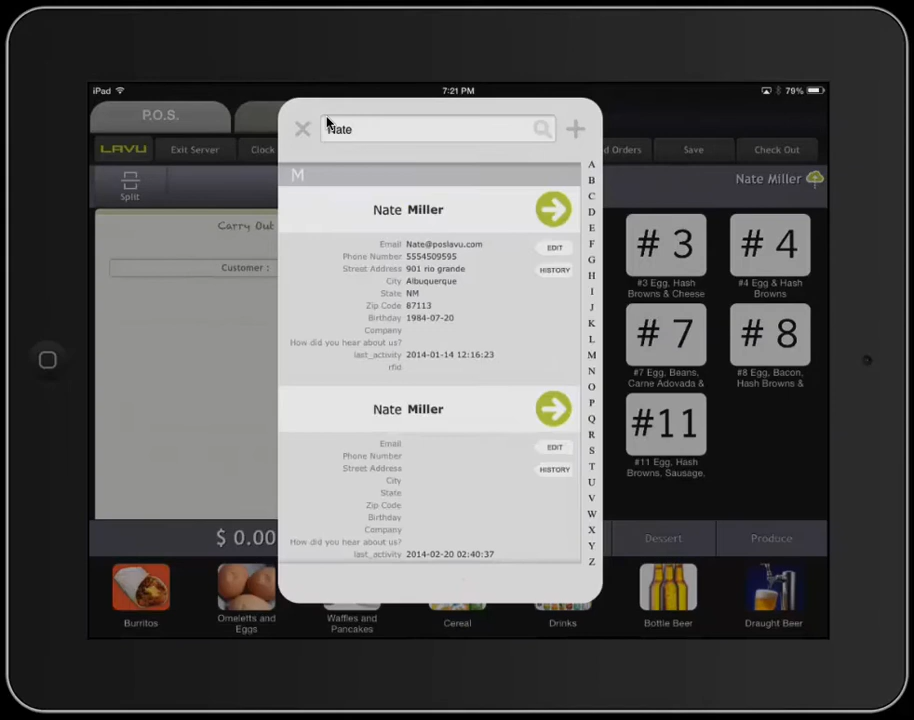 iPad 7:21 PM 79%
P.O.S.
LAVU Exit Server Clock d Orders Save Check Out
Split
Nate Miller
Carry Out
Customer :
Nate
M
Nate Miller
Email Nate@poslavu.com
EDIT
Phone Number 5554509595
Street Address 901 rio grande
HISTORY
City Albuquerque
State NM
Zip Code 87113
Birthday 1984-07-20
Company
How did you hear about us?
last_activity 2014-01-14 12:16:23
rfid
Nate Miller
Email
EDIT
Phone Number
Street Address
HISTORY
City
State
Zip Code
Birthday
Company
How did you hear about us?
last_activity 2014-02-20 02:40:37
A
B
C
D
E
F
G
H
I
J
K
L
M
N
O
P
Q
R
S
T
U
V
W
X
Y
Z
# 3 # 4
#3 Egg, Hash
Browns & Cheese
#4 Egg & Hash
Browns
# 7 # 8
#7 Egg, Beans,
Carne Adovada &
#8 Egg, Bacon,
Hash Browns &
#11
#11 Egg, Hash
Browns, Sausage,
$ 0.00
Dessert Produce
Burritos
Omeletts and
Eggs
Waffles and
Pancakes
Cereal
Drinks
Bottle Beer
Draught Beer